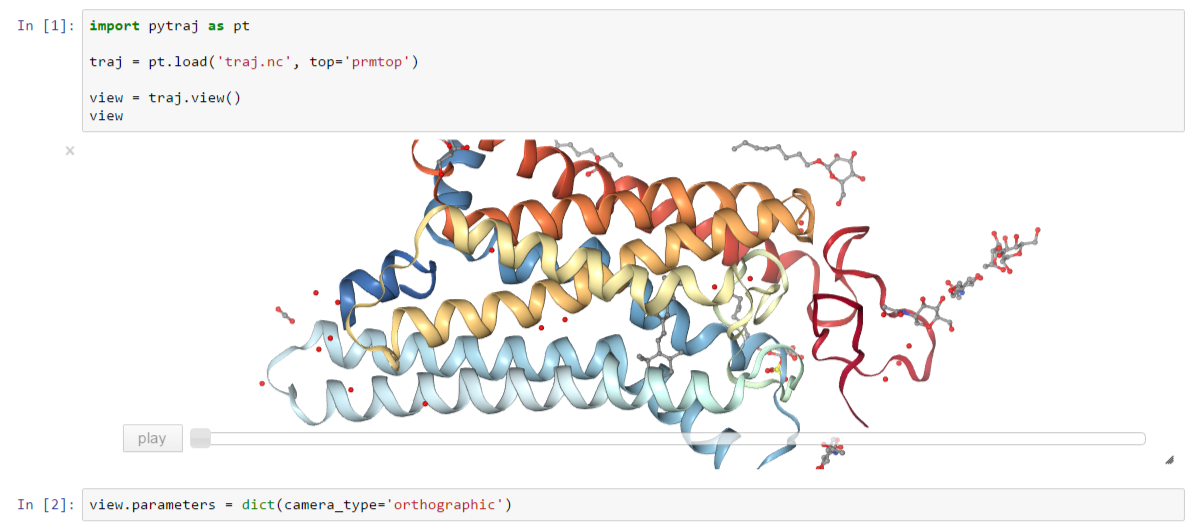 In [1]: import pytraj as pt
traj = pt.load('traj.nc', top='prmtop')
view = traj.view()
view
×
play
In [2]: view.parameters = dict(camera_type='orthographic')